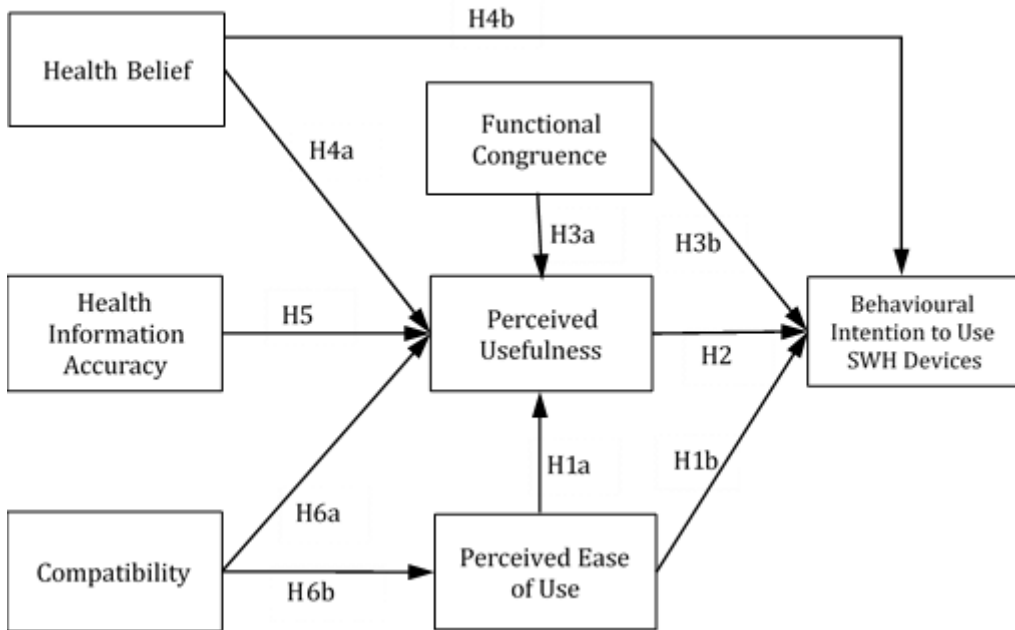 H4b
Health Belief
Functional
Congruence
H4a
H3a
H3b
Health
Information
Accuracy
H5
Perceived
Usefulness
H2
Behavioural
Intention to Use
SWH Devices
H1a
H1b
H6a
Compatibility
H6b
Perceived Ease
of Use